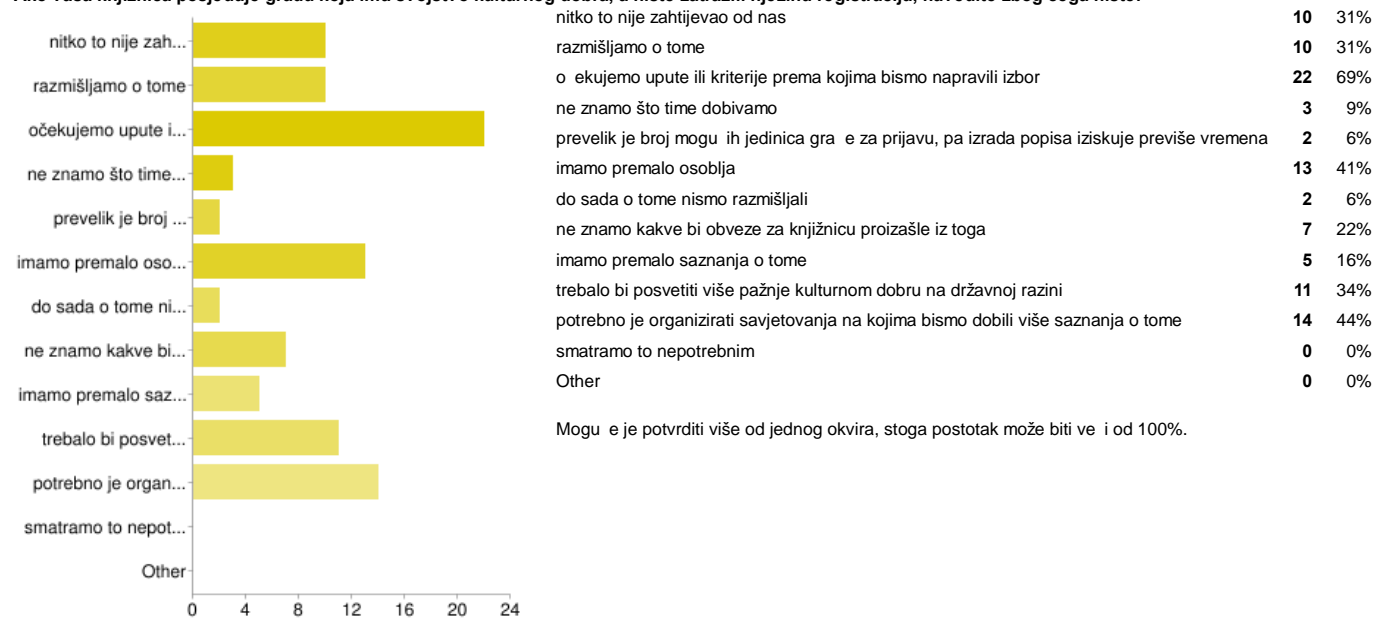 nitko to nije zah...
razmišljamo o tome
očekujemo upute i...
ne znamo što time...
prevelik je broj ...
imamo premalo oso...
do sada o tome ni...
ne znamo kakve bi...
imamo premalo saz...
trebalo bi posvet...
potrebno je organ...
smatramo to nepot...
Other
0 4 8 12 16 20 24
nitko to nije zahtijevao od nas 10 31%
razmišljamo o tome 10 31%
o ekujemo upute ili kriterije prema kojima bismo napravili izbor 22 69%
ne znamo što time dobivamo 3 9%
prevelik je broj mogu ih jedinica gra e za prijavu, pa izrada popisa iziskuje previše vremena 2 6%
imamo premalo osoblja 13 41%
do sada o tome nismo razmišljali 2 6%
ne znamo kakve bi obveze za knjižnicu proizašle iz toga 7 22%
imamo premalo saznanja o tome 5 16%
trebalo bi posvetiti više pažnje kulturnom dobru na državnoj razini 11 34%
potrebno je organizirati savjetovanja na kojima bismo dobili više saznanja o tome 14 44%
smatramo to nepotrebnim 0 0%
Other 0 0%
Mogu e je potvrditi više od jednog okvira, stoga postotak može biti ve i od 100%.